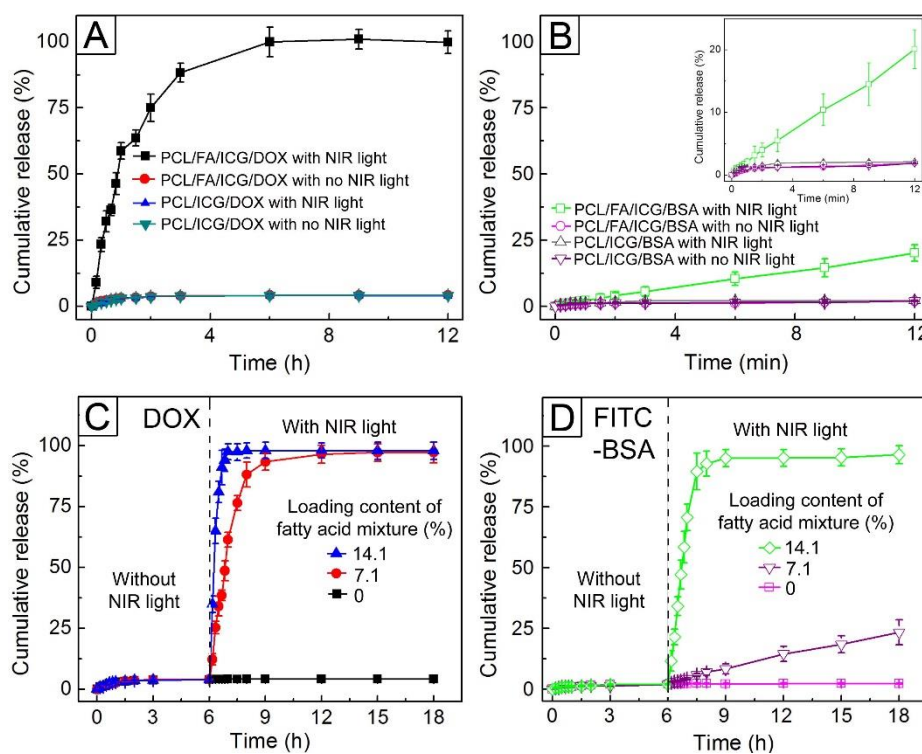 A
Cumulative release (%)
100
75
50
25
0
PCL/FA/ICG/DOX with NIR light
PCL/FA/ICG/DOX with no NIR light
PCL/ICG/DOX with NIR light
PCL/ICG/DOX with no NIR light
0 2 4 6 8 10 12
Time (h)
B
Cumulative release (%)
100
75
50
25
0
Cumulative release (%)
20
10
0
0 4 8 12
Time (min)
PCL/FA/ICG/BSA with NIR light
PCL/FA/ICG/BSA with no NIR light
PCL/ICG/BSA with NIR light
PCL/ICG/BSA with no NIR light
0 4 8 12
Time (min)
C
DOX
Cumulative release (%)
100
75
50
25
0
With NIR light
Loading content of
fatty acid mixture (%)
14.1
7.1
0
Without
NIR light
0 3 6 6 9 12 15 18
Time (h)
D
FITC
-BSA
Cumulative release (%)
100
75
50
25
0
With NIR light
Loading content of
fatty acid mixture (%)
14.1
7.1
0
Without
NIR light
0 3 6 6 9 12 15 18
Time (h)